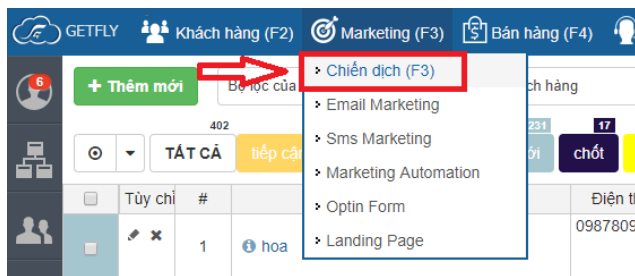 GETFLY Khách hàng (F2) Marketing (F3) Bán hàng (F4)
6
+ Thêm mới Bộ lọc của ch hàng
Chiến dịch (F3)
Email Marketing
402 231 17
Sms Marketing
TẤT CẢ tiếp cận ới chốt
Marketing Automation
Tùy chỉ # Điện th
Optin Form
0987809
1 hoa
Landing Page